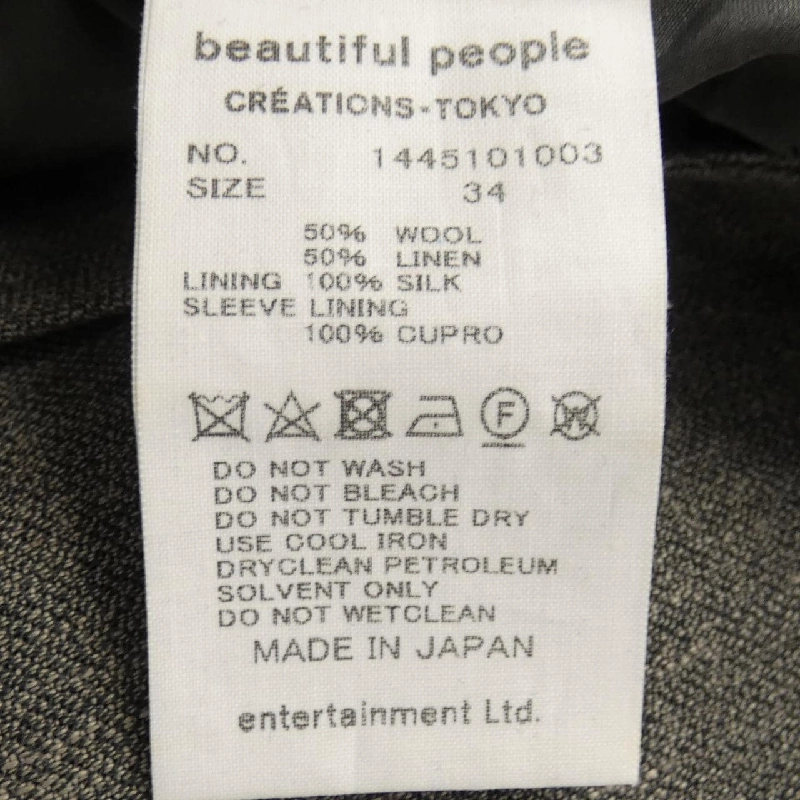 beautiful people
CRÉATIONS-TOKYO
NO. 1445101003
SIZE 34
50% WOOL
50% LINEN
LINING 100% SILK
SLEEVE LINING
100% CUPRO
F W
DO NOT WASH
DO NOT BLEACH
DO NOT TUMBLE DRY
USE COOL IRON
DRYCLEAN PETROLEUM
SOLVENT ONLY
DO NOT WETCLEAN
MADE IN JAPAN
entertainment Ltd.